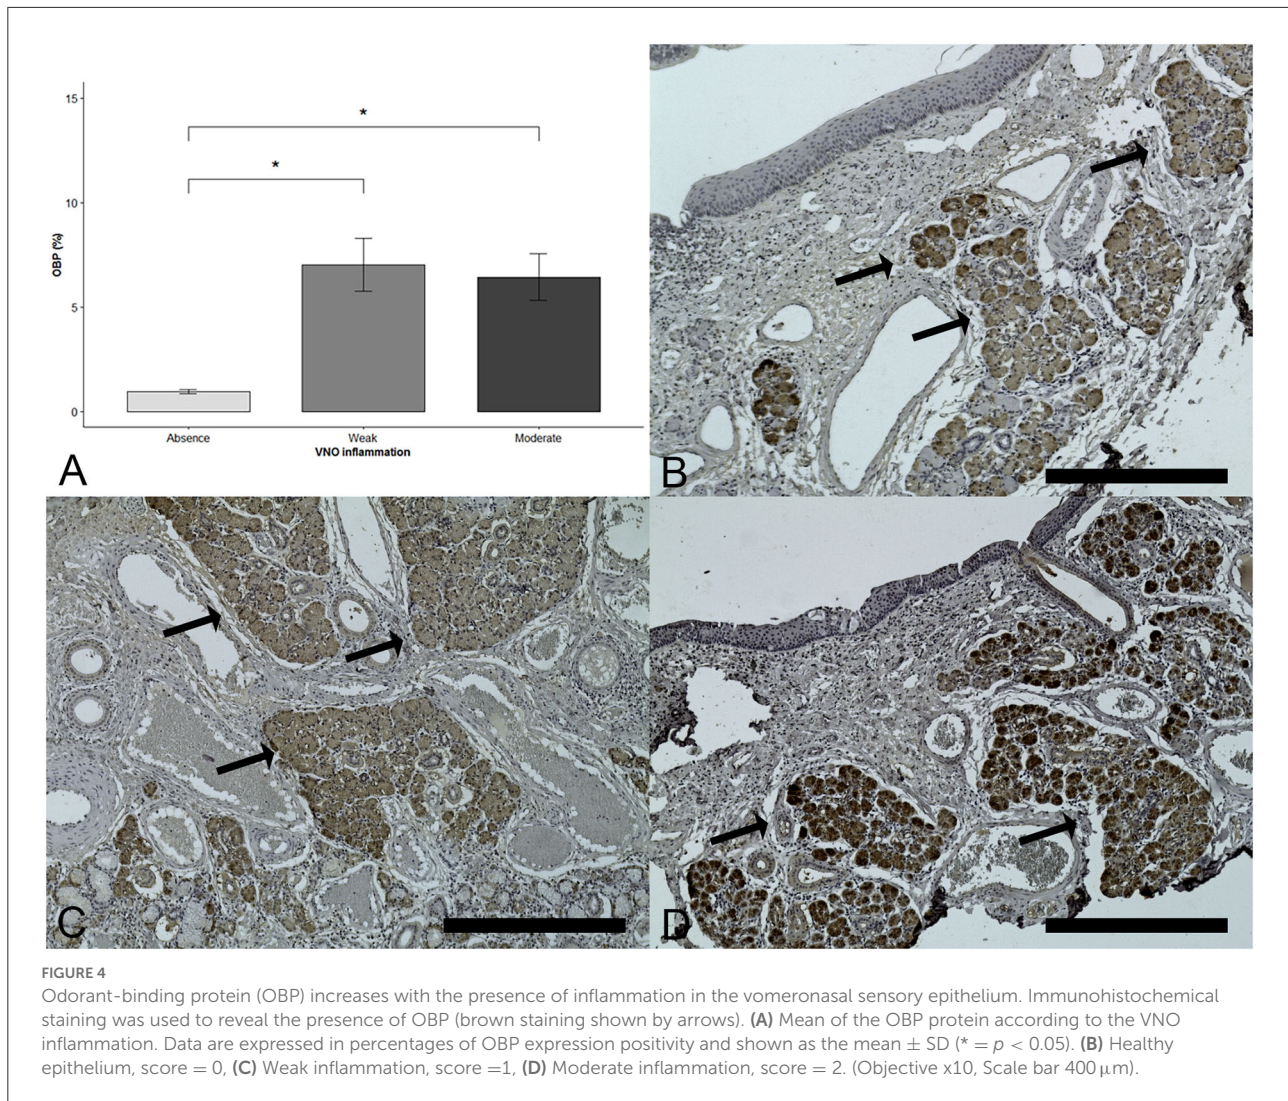 15
10
5
0
OBP (%)
*
*
Absence
Weak
Moderate
VNO inflammation
A
B
C
D
FIGURE 4
Odorant-binding protein (OBP) increases with the presence of inflammation in the vomeronasal sensory epithelium. Immunohistochemical
staining was used to reveal the presence of OBP (brown staining shown by arrows). (A) Mean of the OBP protein according to the VNO
inflammation. Data are expressed in percentages of OBP expression positivity and shown as the mean ± SD (* = p < 0.05). (B) Healthy
epithelium, score = 0, (C) Weak inflammation, score =1, (D) Moderate inflammation, score = 2. (Objective x10, Scale bar 400 μm).